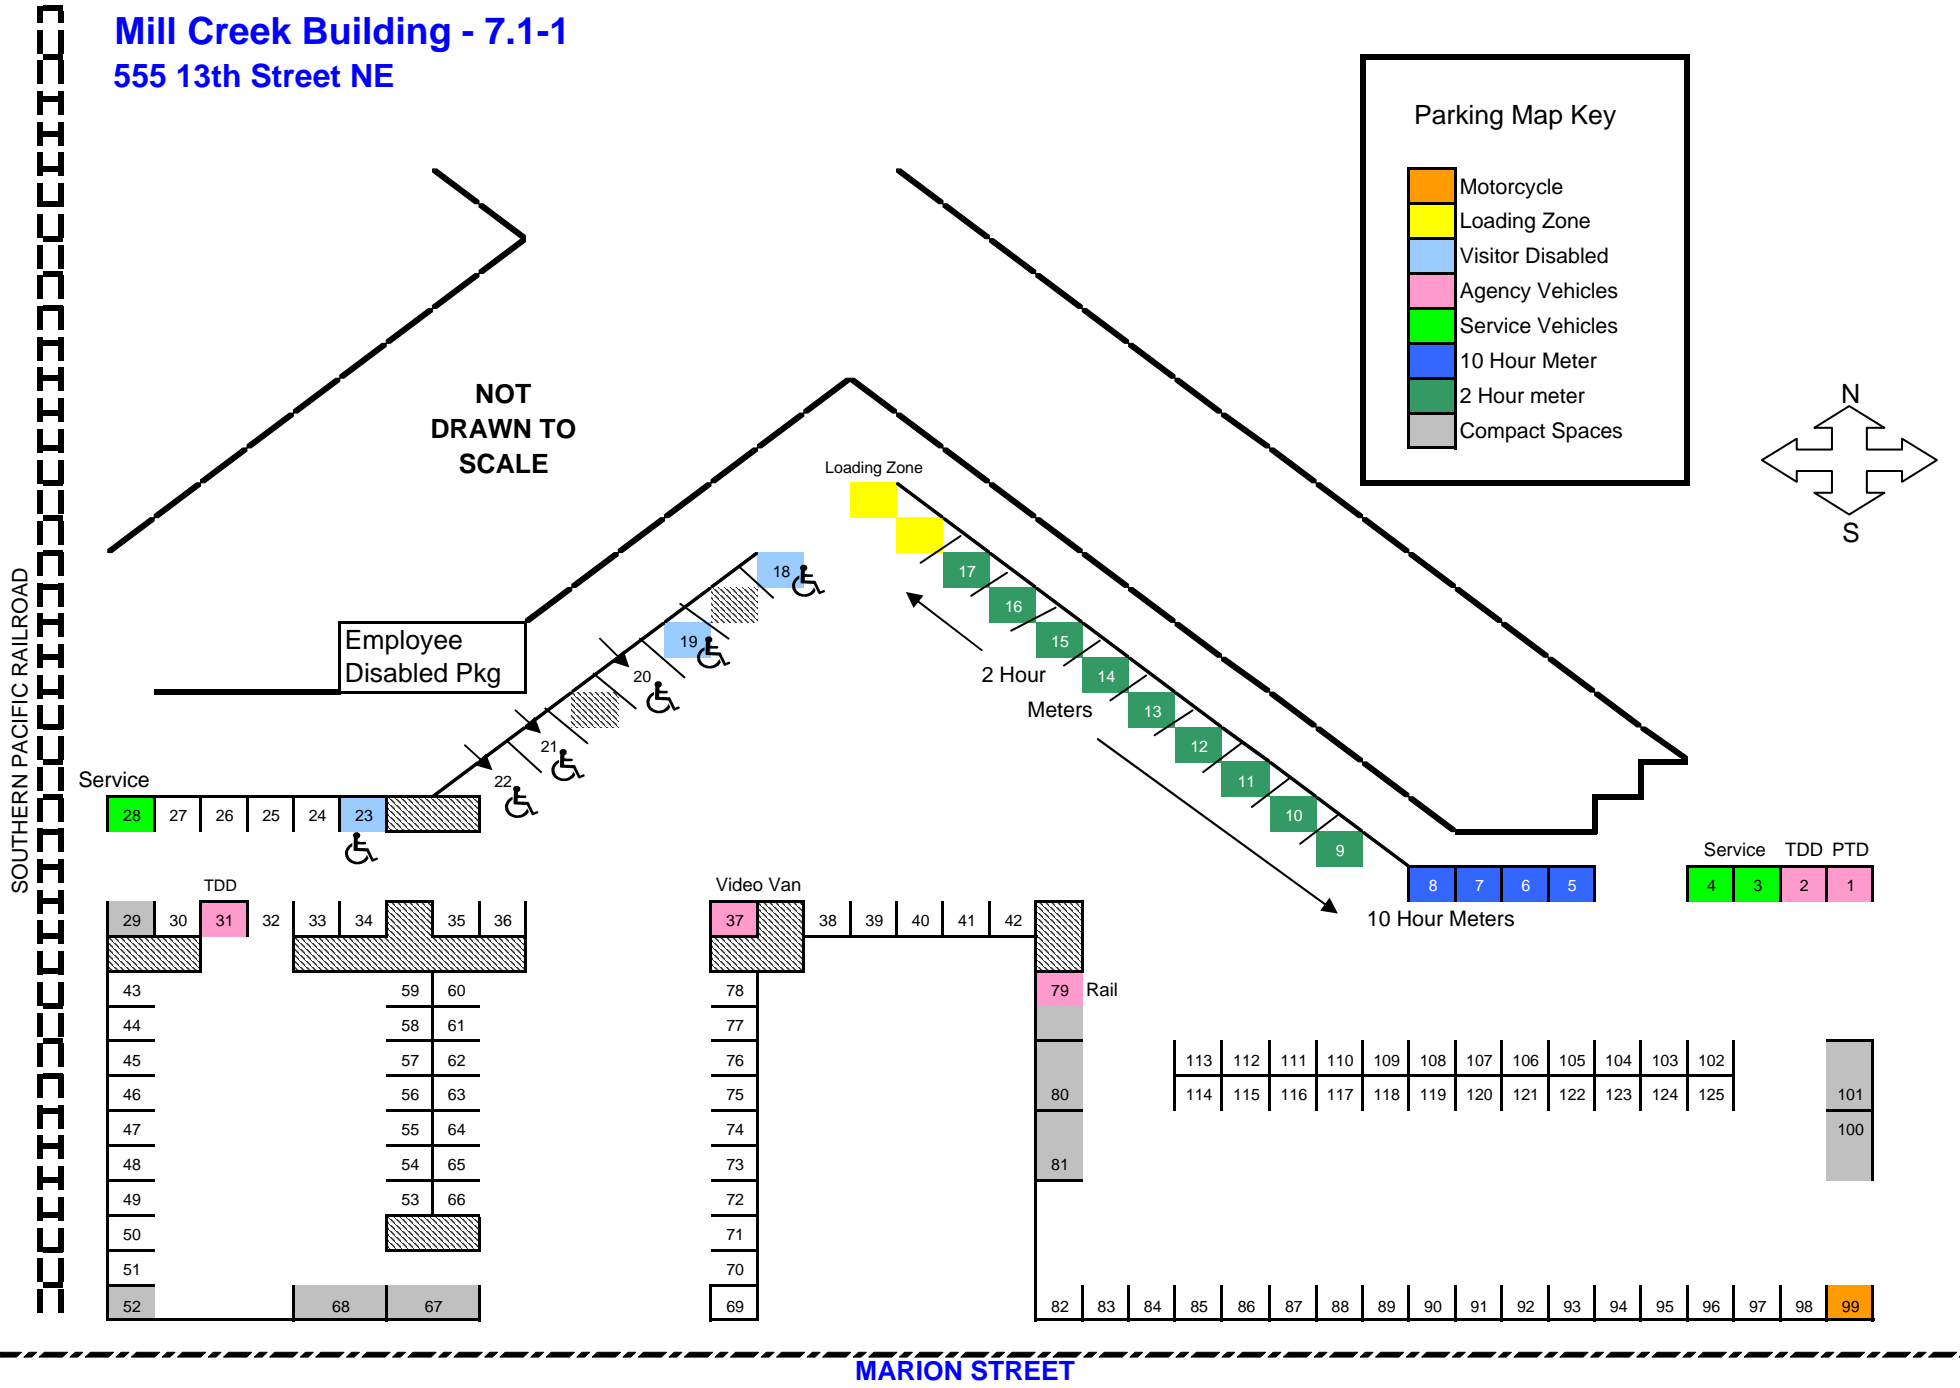 Mill Creek Building - 7.1-1
555 13th Street NE
Parking Map Key
Motorcycle
Loading Zone
Visitor Disabled
Agency Vehicles
Service Vehicles
10 Hour Meter
2 Hour meter
Compact Spaces
N
S
NOT
DRAWN TO
SCALE
SOUTHERN PACIFIC RAILROAD
Loading Zone
Employee
Disabled Pkg
18
19
20
21
22
17
16
15
14
13
12
11
10
9
2 Hour
Meters
10 Hour Meters
Service
28 27 26 25 24 23
8 7 6 5
Service TDD PTD
4 3 2 1
TDD
29 30 31 32 33 34 35 36
Video Van
37 38 39 40 41 42
43
44
45
46
47
48
49
50
51
52
59 60
58 61
57 62
56 63
55 64
54 65
53 66
68 67
78
77
76
75
74
73
72
71
70
69
79 Rail
80
81
113 112 111 110 109 108 107 106 105 104 103 102
114 115 116 117 118 119 120 121 122 123 124 125
101
100
82 83 84 85 86 87 88 89 90 91 92 93 94 95 96 97 98 99
MARION STREET